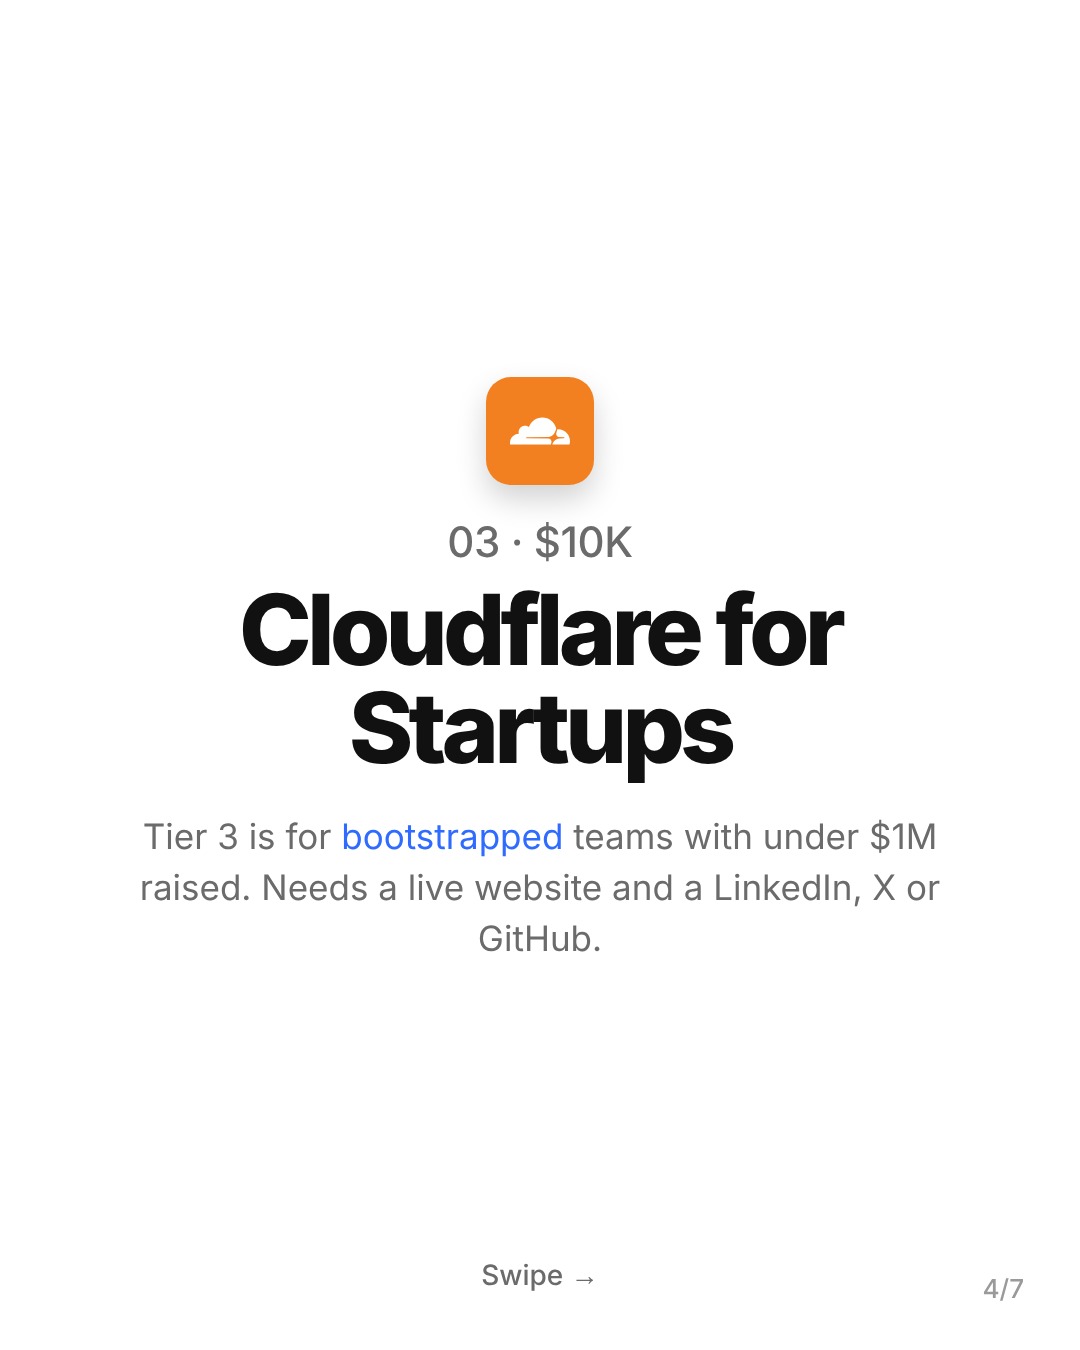 03 · $10K
Cloudflare for
Startups
Tier 3 is for bootstrapped teams with under $1M
raised. Needs a live website and a LinkedIn, X or
GitHub.
Swipe →
4/7